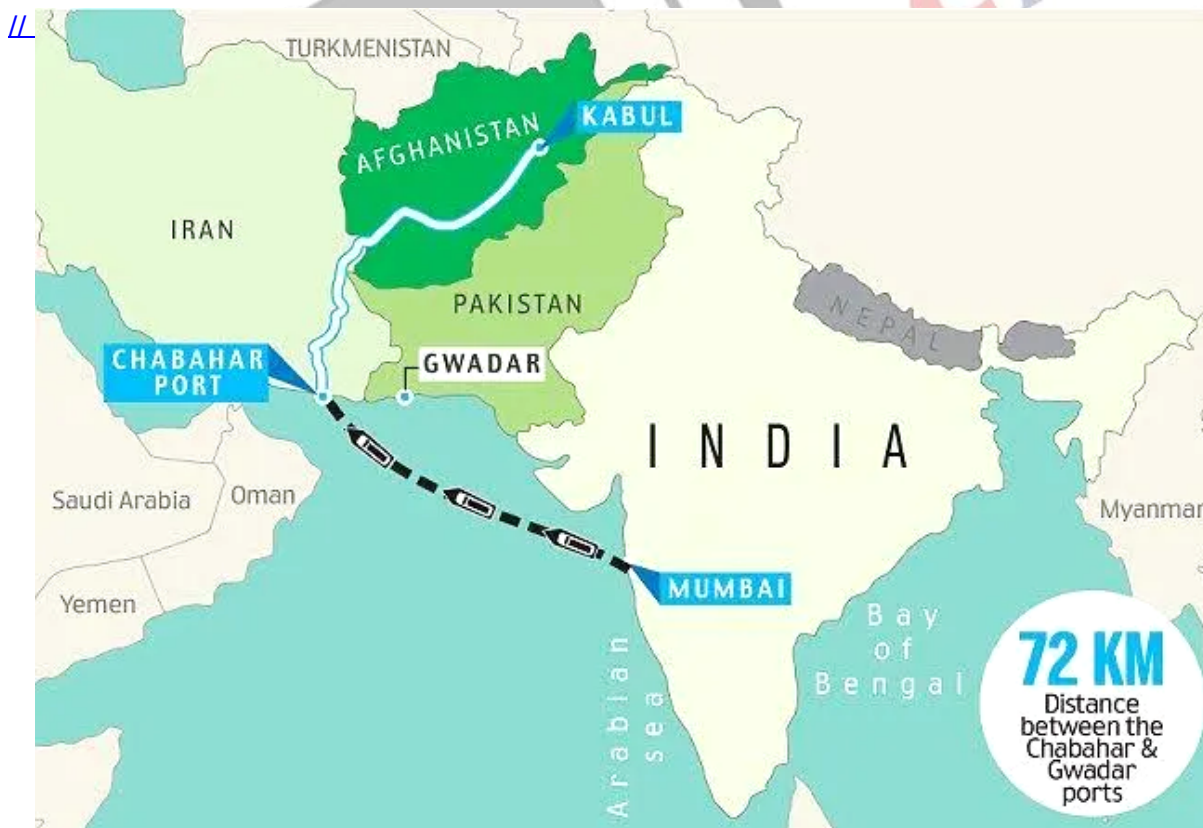 //
TURKMENISTAN
AFGHANISTAN
KABUL
IRAN
PAKISTAN
NEPAL
CHABAHAR
PORT
GWADAR
INDIA
Saudi Arabia
Oman
Myanmar
Yemen
MUMBAI
Arabian
sea
Bay
of
Bengal
72 KM
Distance
between the
Chabahar &
Gwadar
ports